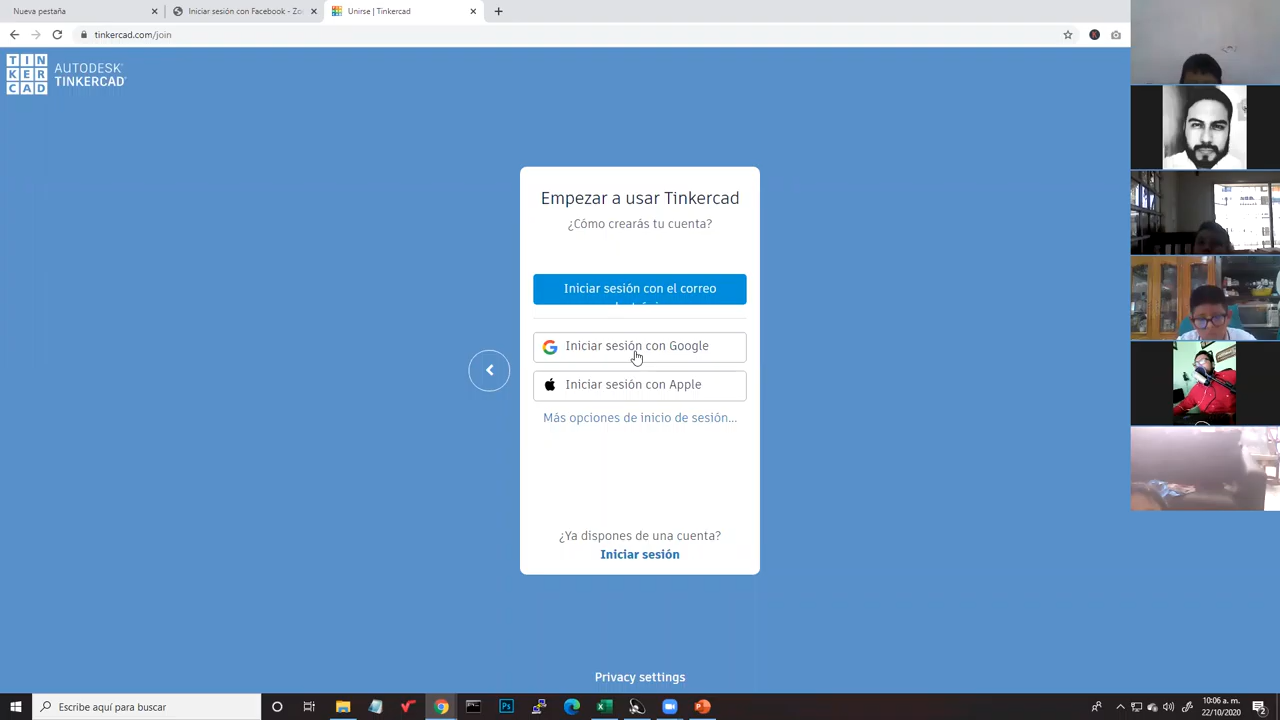 Nueva pestaña
Iniciar sesión con Facebook - Zoo
Unirse | Tinkercad
tinkercad.com/join
TIN
KER
CAD
AUTODESK
TINKERCAD
Empezar a usar Tinkercad
¿Cómo crearás tu cuenta?
Iniciar sesión con el correo
Iniciar sesión con Google
Iniciar sesión con Apple
Más opciones de inicio de sesión...
¿Ya dispones de una cuenta?
Iniciar sesión
Privacy settings
Escribe aquí para buscar
10:06 a. m.
22/10/2020
2